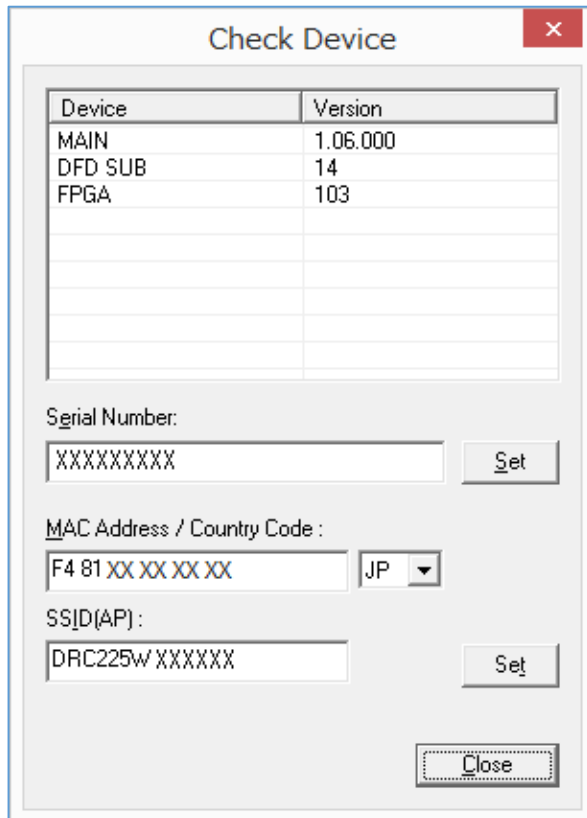 Check Device
Device Version
MAIN 1.06.000
DFD SUB 14
FPGA 103
Serial Number:
XXXXXXXXX Set
MAC Address / Country Code :
F4 81 XX XX XX XX JP
SSID(AP) :
DRC225W XXXXXX Set
Close